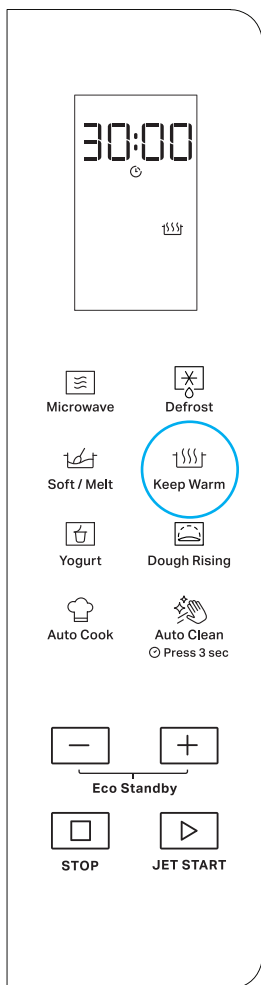 30:00
Microwave Defrost
Soft / Melt Keep Warm
Yogurt Dough Rising
Auto Cook Auto Clean
Press 3 sec
Eco Standby
STOP JET START